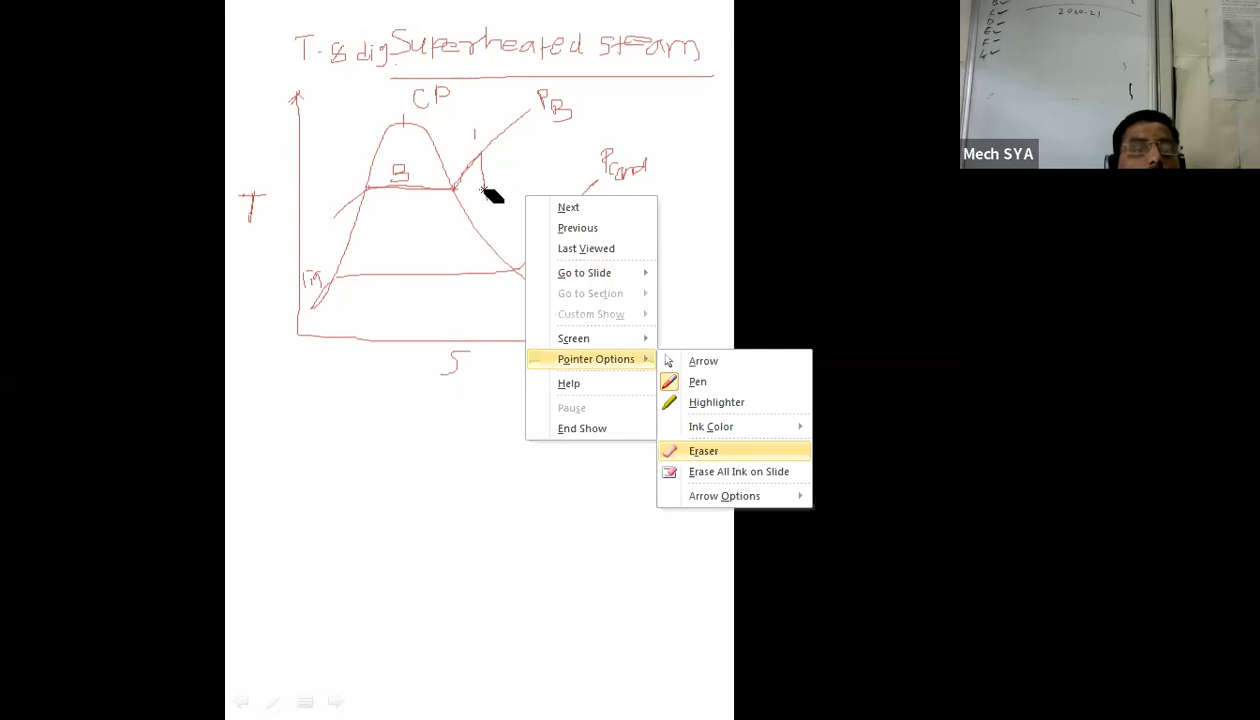 T-s dig. Superheated steam
CP
PB
1
B
Pcond
T
S
Next
Previous
Last Viewed
Go to Slide
Go to Section
Custom Show
Screen
Pointer Options
Help
Pause
End Show
Arrow
Pen
Highlighter
Ink Color
Eraser
Erase All Ink on Slide
Arrow Options
2020-21
C ✓
D ✓
E ✓
F ✓
G ✓
Mech SYA